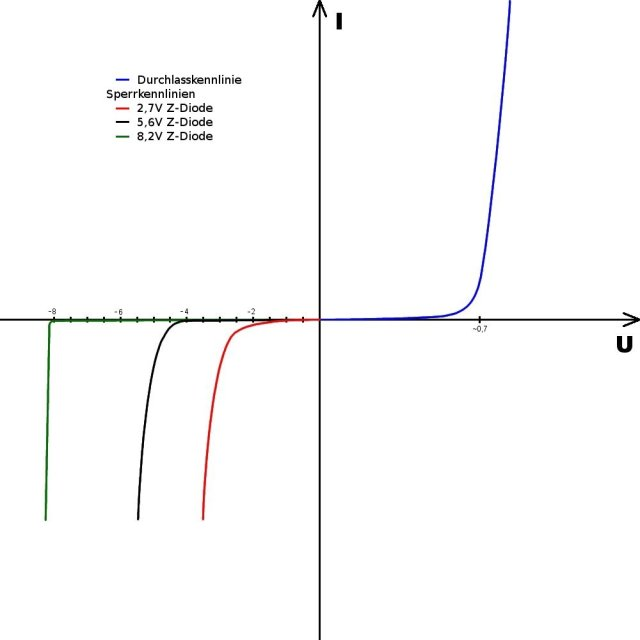 I
Durchlasskennlinie
Sperrkennlinien
2,7V Z-Diode
5,6V Z-Diode
8,2V Z-Diode
-8 -6 -4 -2
~0,7
U